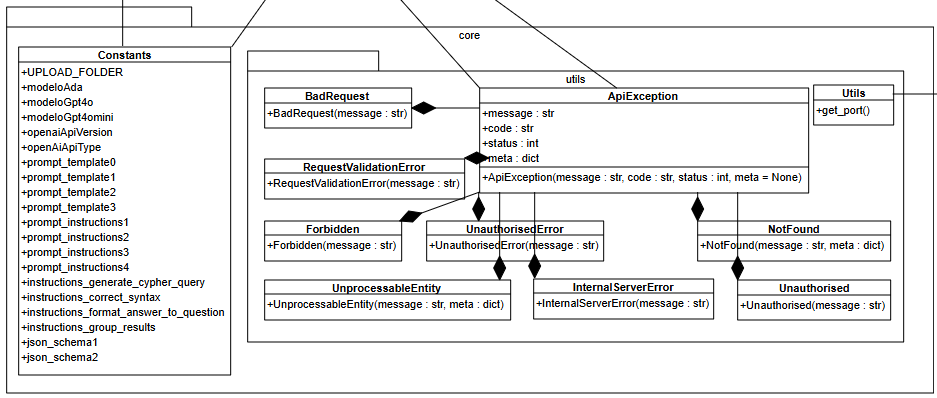 core
Constants
+UPLOAD_FOLDER
+modeloAda
+modeloGpt4o
+modeloGpt4omini
+openaiApiVersion
+openAiApiType
+prompt_template0
+prompt_template1
+prompt_template2
+prompt_template3
+prompt_instructions1
+prompt_instructions2
+prompt_instructions3
+prompt_instructions4
+instructions_generate_cypher_query
+instructions_correct_syntax
+instructions_format_answer_to_question
+instructions_group_results
+json_schema1
+json_schema2
utils
BadRequest
+BadRequest(message : str)
ApiException
+message : str
+code : str
+status : int
+meta : dict
+ApiException(message : str, code : str, status : int, meta = None)
Utils
+get_port()
RequestValidationError
+RequestValidationError(message : str)
Forbidden
+Forbidden(message : str)
UnauthorisedError
+UnauthorisedError(message : str)
NotFound
+NotFound(message : str, meta : dict)
UnprocessableEntity
+UnprocessableEntity(message : str, meta : dict)
InternalServerError
+InternalServerError(message : str)
Unauthorised
+Unauthorised(message : str)